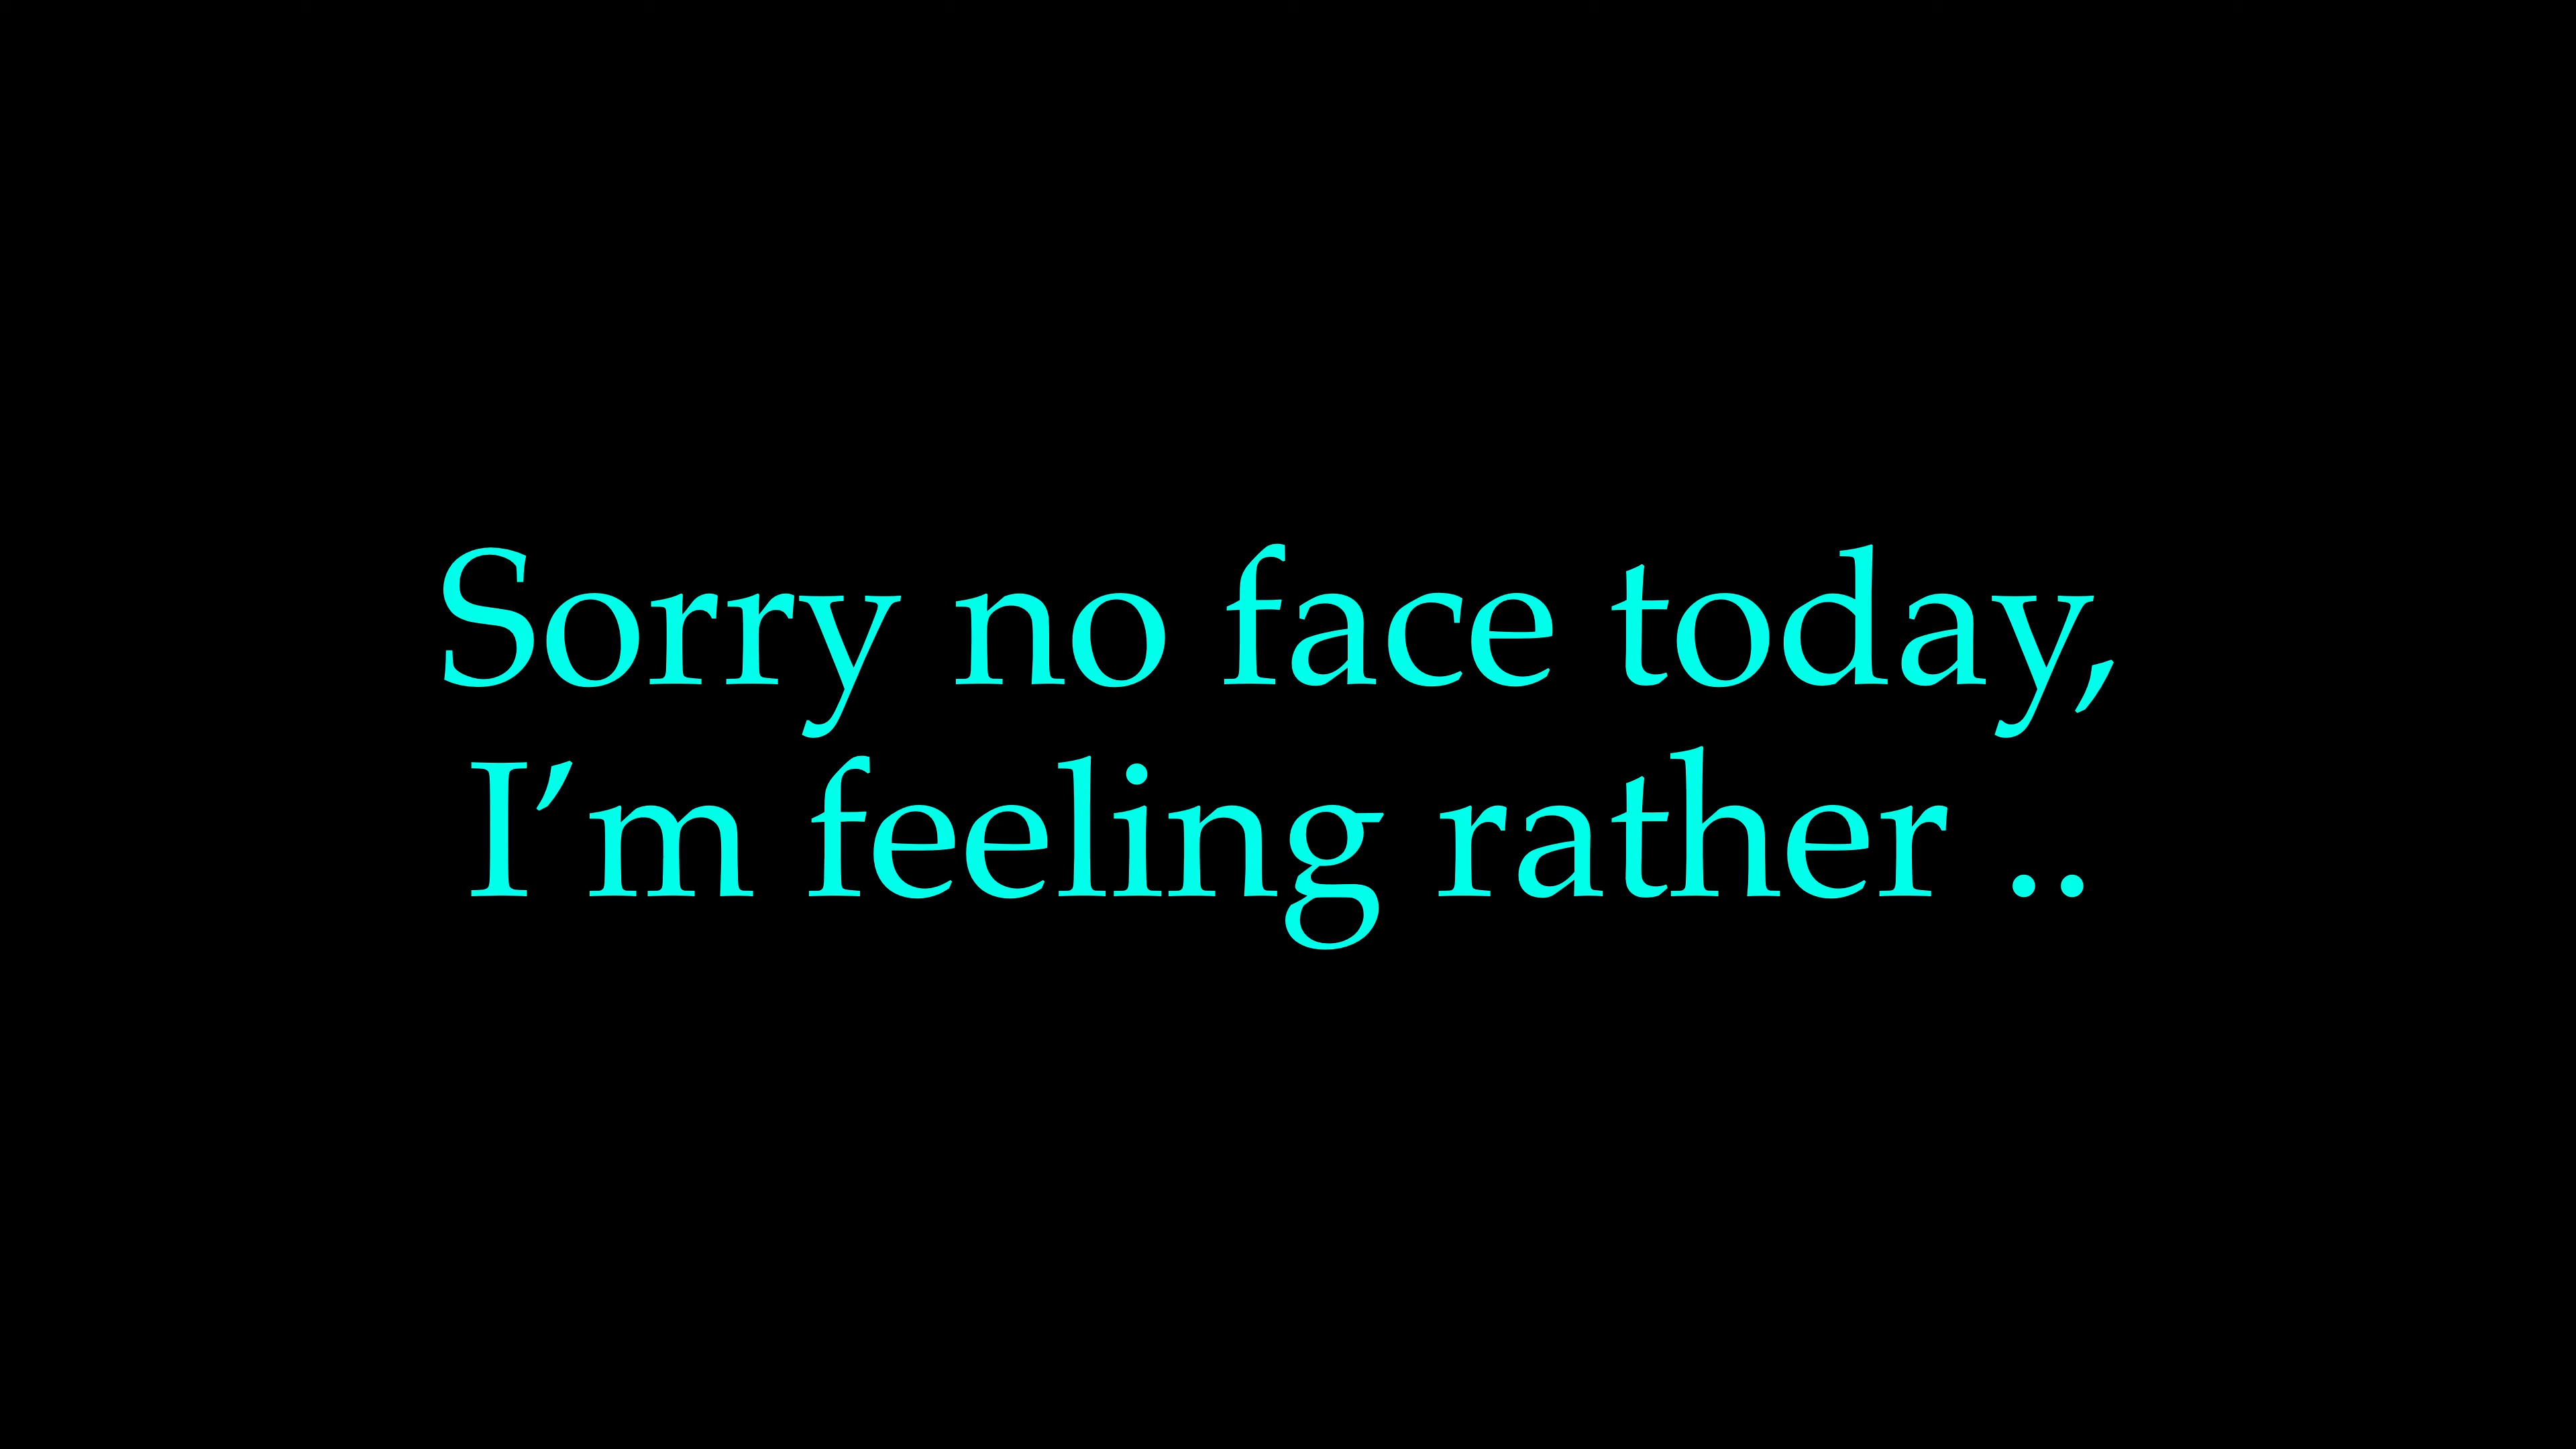 Sorry no face today,
I’m feeling rather ..